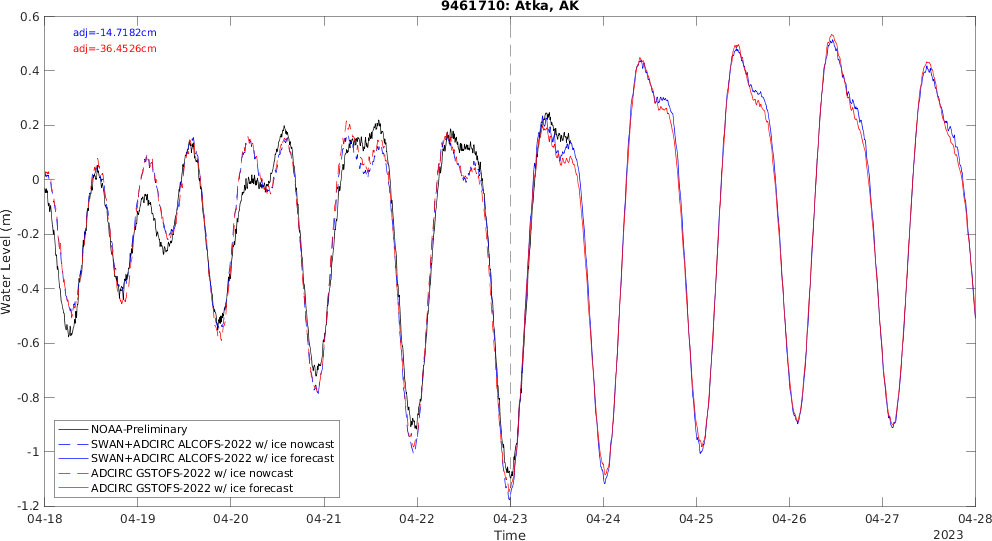 9461710: Atka, AK
adj=-14.7182cm
adj=-36.4526cm
0.6
0.4
0.2
0
-0.2
-0.4
-0.6
-0.8
-1
-1.2
Water Level (m)
NOAA-Preliminary
SWAN+ADCIRC ALCOFS-2022 w/ ice nowcast
SWAN+ADCIRC ALCOFS-2022 w/ ice forecast
ADCIRC GSTOFS-2022 w/ ice nowcast
ADCIRC GSTOFS-2022 w/ ice forecast
04-18 04-19 04-20 04-21 04-22 04-23 04-24 04-25 04-26 04-27 04-28
Time
2023